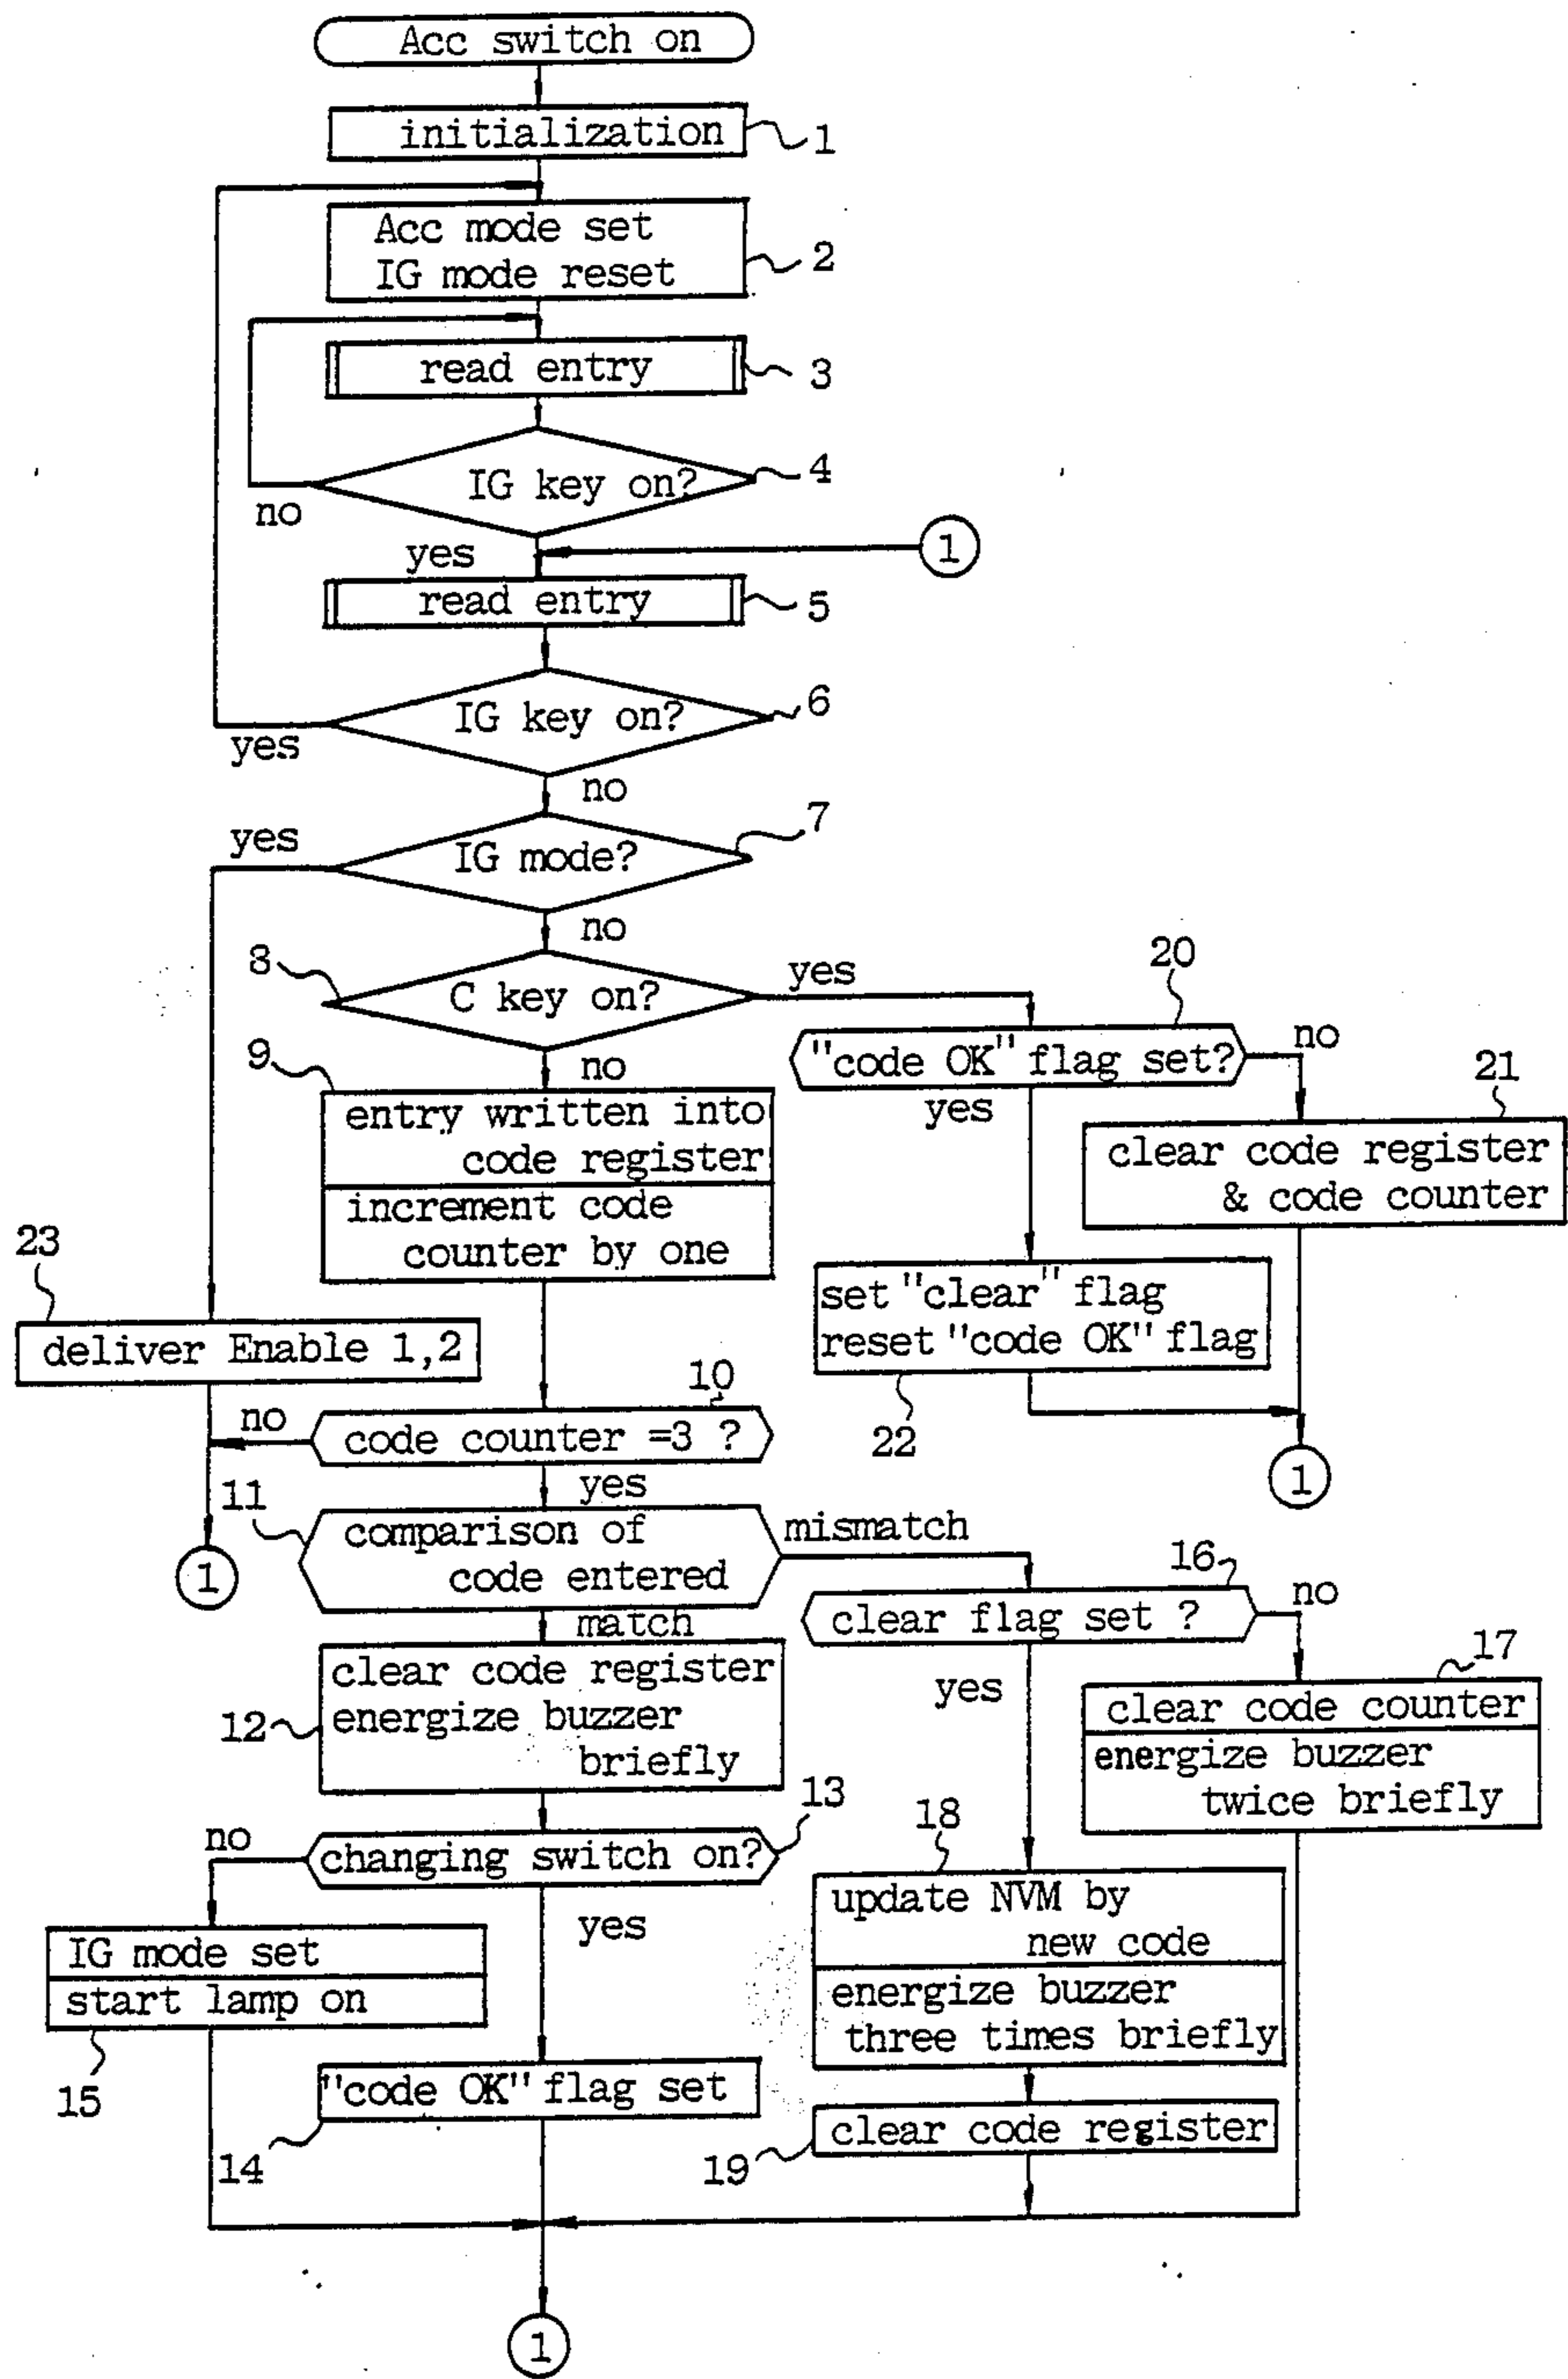 Acc switch on
initialization
1
Acc mode set
IG mode reset
2
read entry
3
IG key on?
4
no
yes
1
read entry
5
IG key on?
6
yes
no
IG mode?
7
yes
no
C key on?
8
yes
no
"code OK" flag set?
20
no
yes
9
entry written into
code register
increment code
counter by one
21
clear code register
& code counter
23
deliver Enable 1,2
set "clear" flag
reset "code OK" flag
22
1
10
code counter =3 ?
no
yes
1
11
comparison of
code entered
mismatch
match
16
clear flag set ?
no
yes
12
clear code register
energize buzzer
briefly
17
clear code counter
energize buzzer
twice briefly
13
changing switch on?
no
yes
18
update NVM by
new code
energize buzzer
three times briefly
IG mode set
start lamp on
15
"code OK" flag set
14
clear code register
19
1